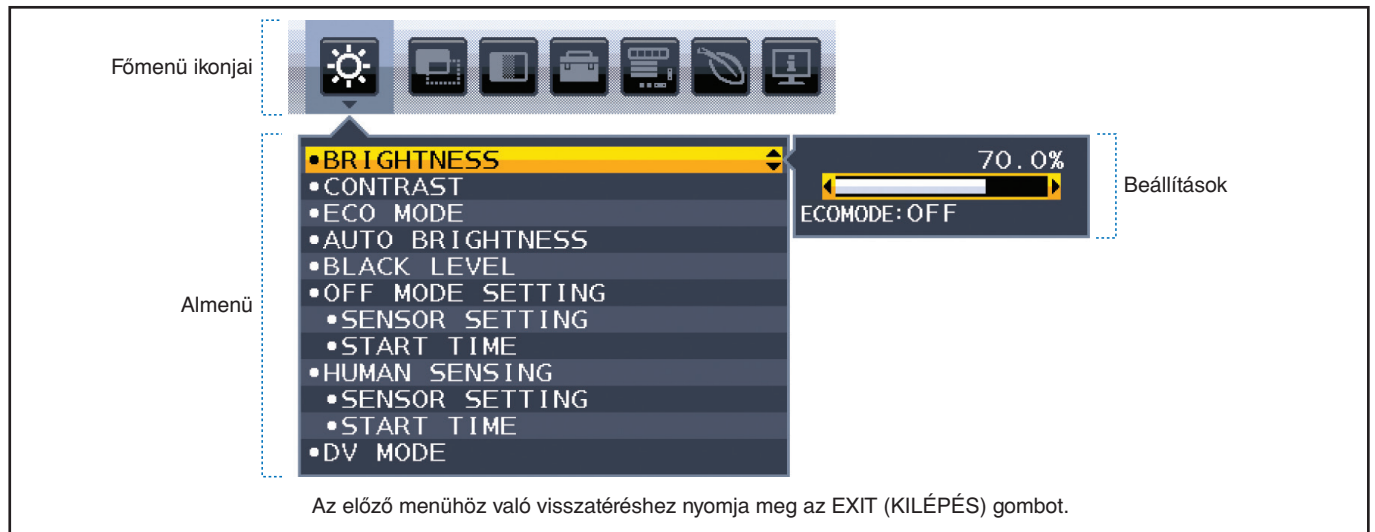 Főmenü ikonjai
•BRIGHTNESS
•CONTRAST
•ECO MODE
•AUTO BRIGHTNESS
•BLACK LEVEL
•OFF MODE SETTING
•SENSOR SETTING
•START TIME
•HUMAN SENSING
•SENSOR SETTING
•START TIME
•DV MODE
70.0%
ECOMODE:OFF
Beállítások
Almenü
Az előző menühöz való visszatéréshez nyomja meg az EXIT (KILÉPÉS) gombot.